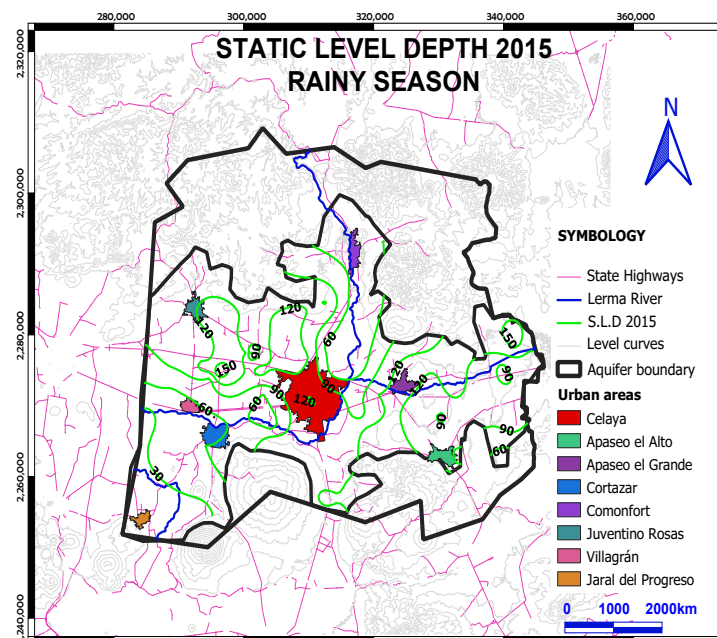 280,000 300,000 320,000 340,000 360,000
2,320,000
STATIC LEVEL DEPTH 2015
RAINY SEASON
N
2,300,000
SYMBOLOGY
State Highways
Lerma River
S.L.D 2015
Level curves
Aquifer boundary
Urban areas
Celaya
Apaseo el Alto
Apaseo el Grande
Cortazar
Comonfort
Juventino Rosas
Villagrán
Jaral del Progreso
0 1000 2000km
2,280,000
2,260,000
2,240,000
120
120
60
150
90
150
120
120
90
90
90
120
60
60
90
90
60
30